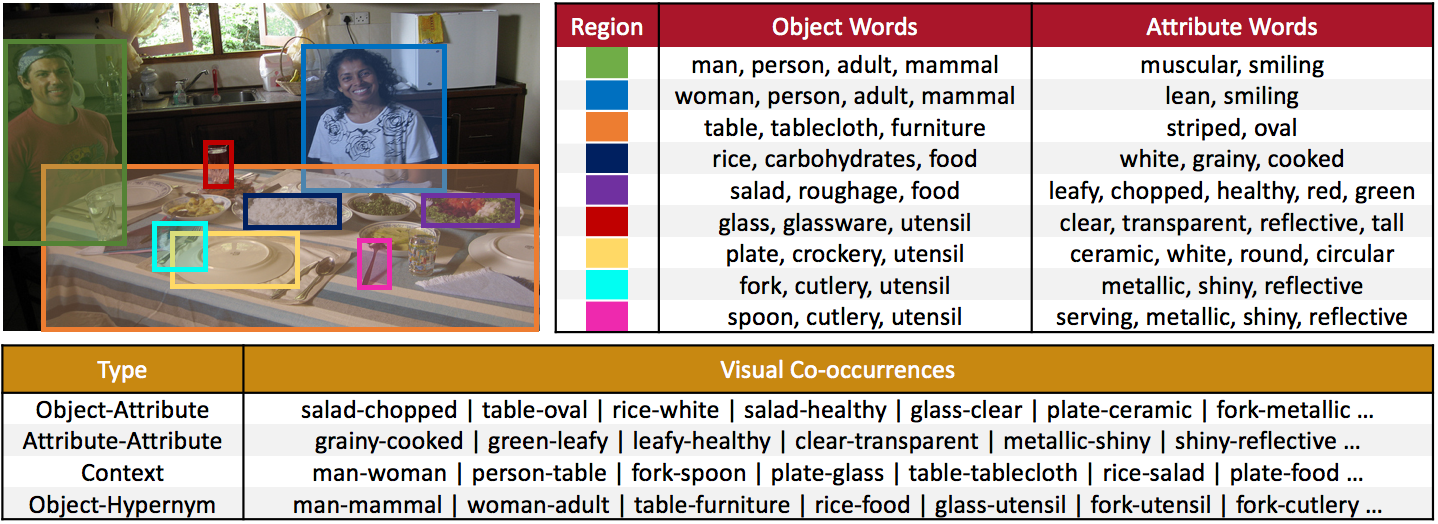 Region Object Words Attribute Words
man, person, adult, mammal muscular, smiling
woman, person, adult, mammal lean, smiling
table, tablecloth, furniture striped, oval
rice, carbohydrates, food white, grainy, cooked
salad, roughage, food leafy, chopped, healthy, red, green
glass, glassware, utensil clear, transparent, reflective, tall
plate, crockery, utensil ceramic, white, round, circular
fork, cutlery, utensil metallic, shiny, reflective
spoon, cutlery, utensil serving, metallic, shiny, reflective
Type Visual Co-occurrences
Object-Attribute salad-chopped | table-oval | rice-white | salad-healthy | glass-clear | plate-ceramic | fork-metallic ...
Attribute-Attribute grainy-cooked | green-leafy | leafy-healthy | clear-transparent | metallic-shiny | shiny-reflective ...
Context man-woman | person-table | fork-spoon | plate-glass | table-tablecloth | rice-salad | plate-food ...
Object-Hypernym man-mammal | woman-adult | table-furniture | rice-food | glass-utensil | fork-utensil | fork-cutlery ...